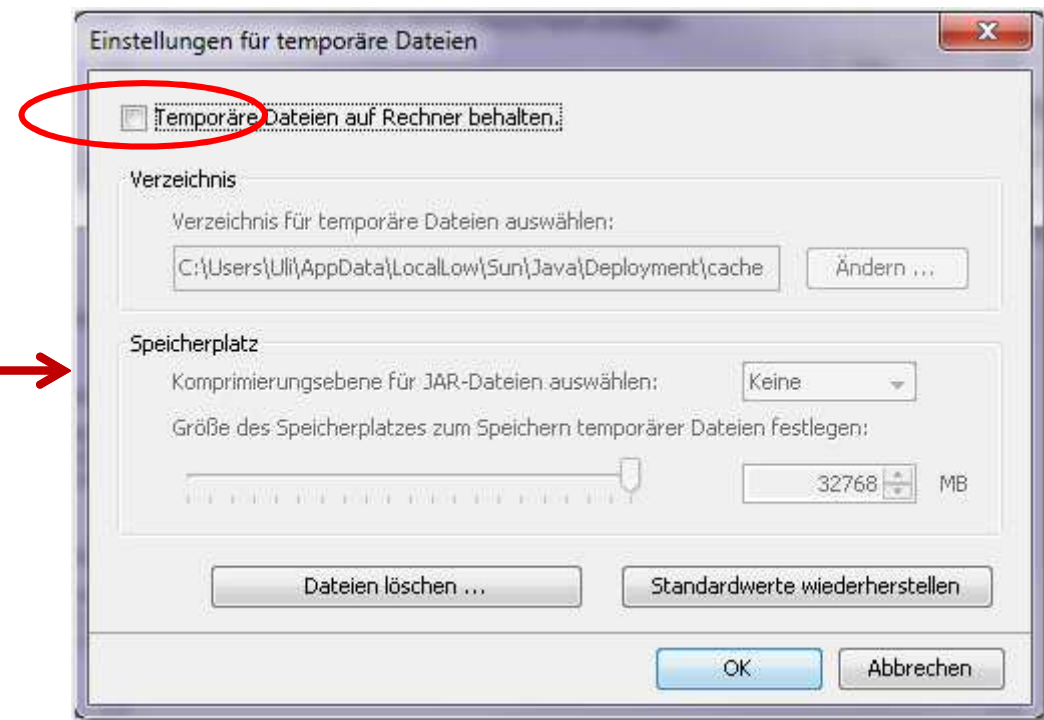 Einstellungen für temporäre Dateien
Temporäre Dateien auf Rechner behalten.
Verzeichnis
Verzeichnis für temporäre Dateien auswählen:
C:\Users\Uli\AppData\LocalLow\Sun\Java\Deployment\cache
Ändern ...
Speicherplatz
Komprimierungsebene für JAR-Dateien auswählen: Keine
Größe des Speicherplatzes zum Speichern temporärer Dateien festlegen:
32768 MB
Dateien löschen ... Standardwerte wiederherstellen
OK Abbrechen